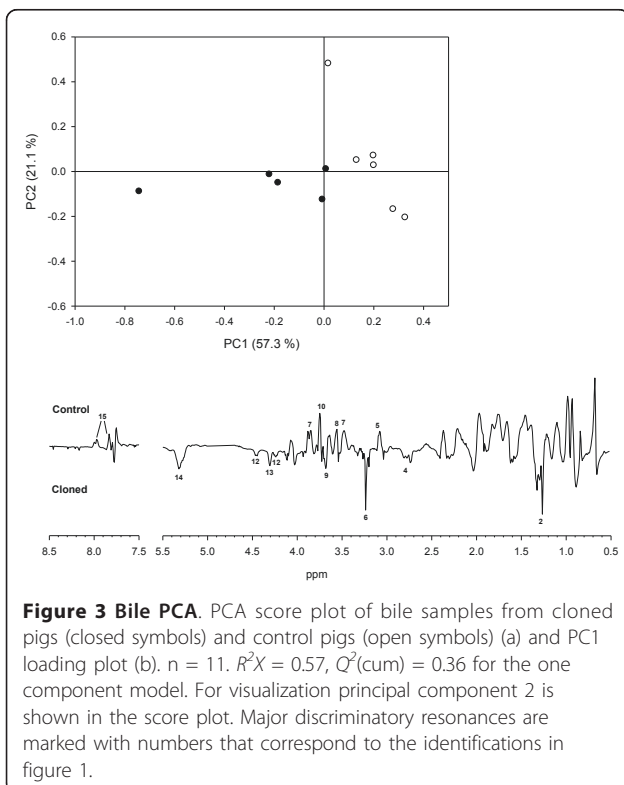 0.6
0.4
0.2
0.0
-0.2
-0.4
-0.6
PC2 (21.1 %)
-1.0 -0.8 -0.6 -0.4 -0.2 0.0 0.2 0.4
PC1 (57.3 %)
Control
Cloned
15
14
12
13
12
7
10
9
8
7
6
5
4
2
8.5 8.0 7.5 5.5 5.0 4.5 4.0 3.5 3.0 2.5 2.0 1.5 1.0 0.5
ppm
Figure 3 Bile PCA. PCA score plot of bile samples from cloned
pigs (closed symbols) and control pigs (open symbols) (a) and PC1
loading plot (b). n = 11. R²X = 0.57, Q²(cum) = 0.36 for the one
component model. For visualization principal component 2 is
shown in the score plot. Major discriminatory resonances are
marked with numbers that correspond to the identifications in
figure 1.